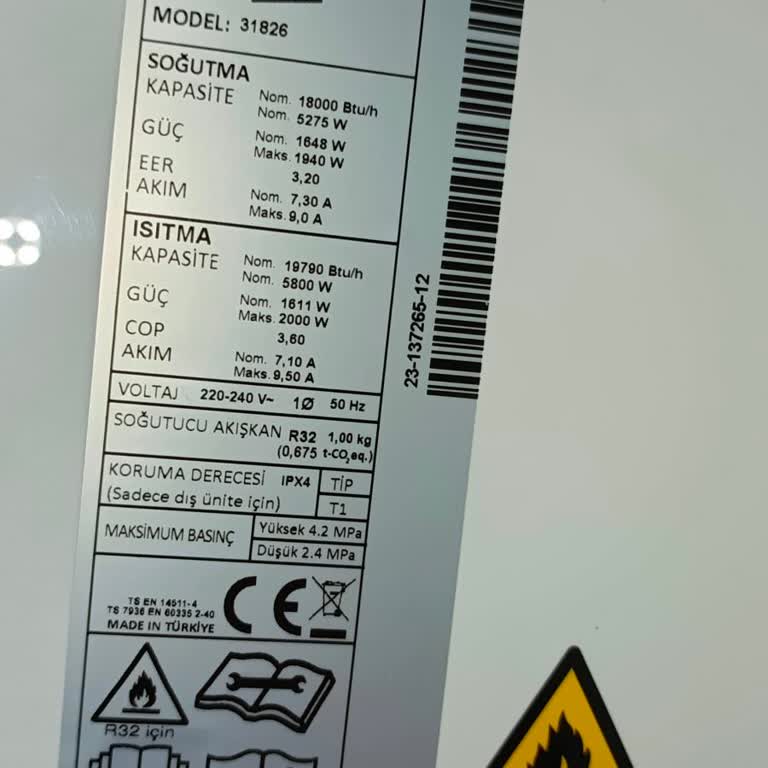 MODEL: 31826
SOĞUTMA
KAPASİTE Nom. 18000 Btu/h
Nom. 5275 W
GÜÇ Nom. 1648 W
Maks. 1940 W
EER 3,20
AKIM Nom. 7,30 A
Maks. 9,0 A
ISITMA
KAPASİTE Nom. 19790 Btu/h
Nom. 5800 W
GÜÇ Nom. 1611 W
Maks. 2000 W
COP 3,60
AKIM Nom. 7,10 A
Maks. 9,50 A
VOLTAJ 220-240 V~ 1Ø 50 Hz
SOĞUTUCU AKIŞKAN R32 1,00 kg
(0,675 t-CO₂eq.)
KORUMA DERECESİ IPX4 TİP
(Sadece dış ünite için) T1
MAKSİMUM BASINÇ Yüksek 4.2 MPa
Düşük 2.4 MPa
TS EN 14511-4
TS 7936 EN 60335 2-40
MADE IN TÜRKİYE
CE
R32 için
23-137265-12